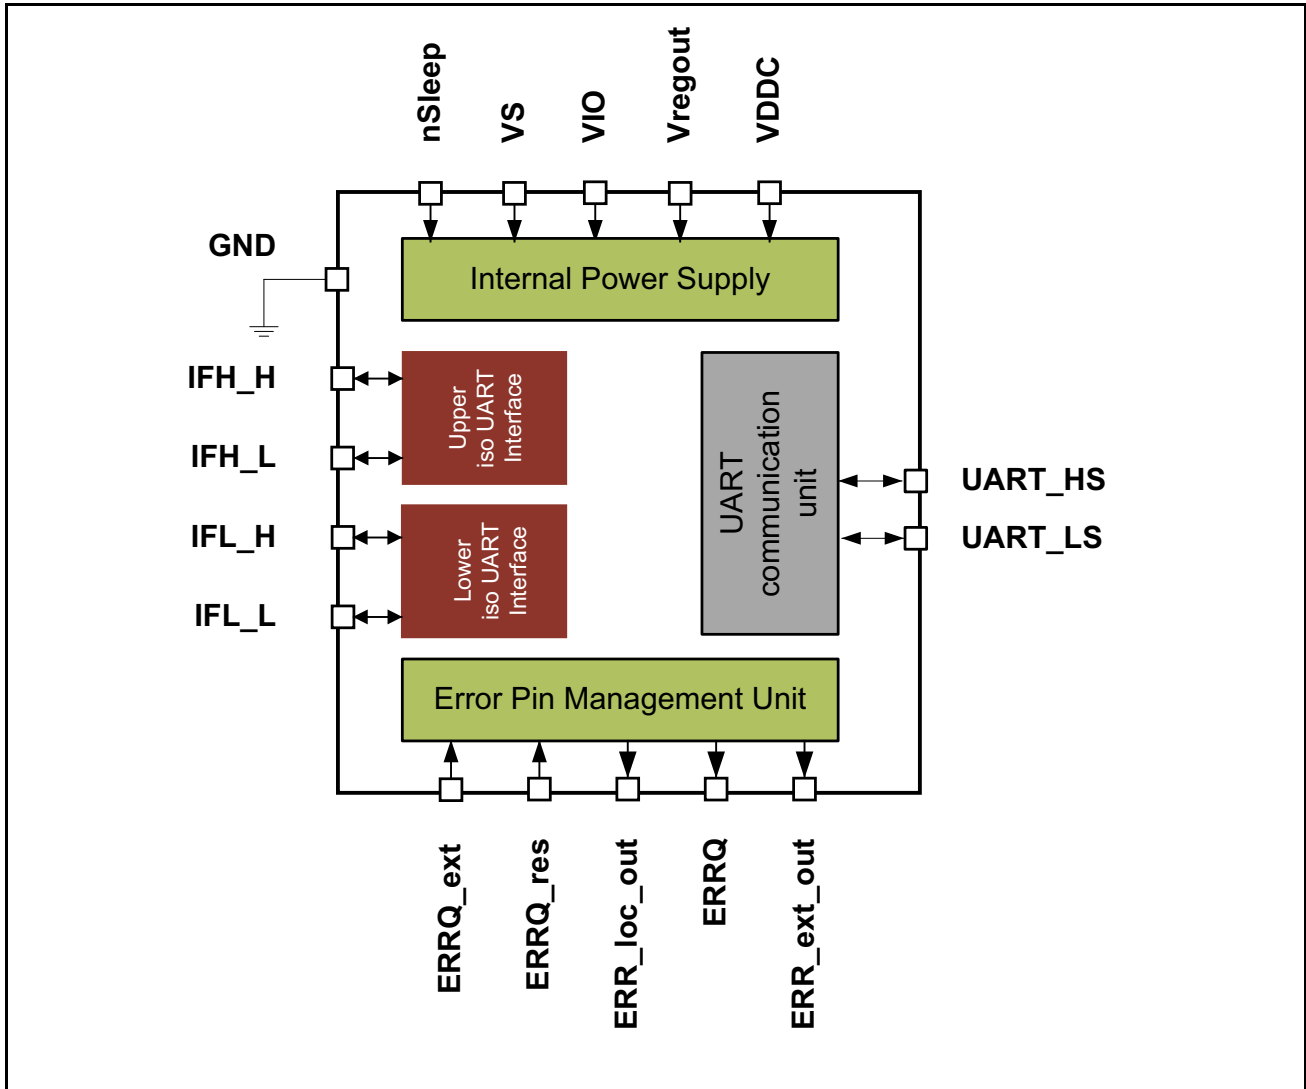 nSleep
VS
VIO
Vregout
VDDC
GND
Internal Power Supply
IFH_H
IFH_L
IFL_H
IFL_L
Upper
iso UART
Interface
Lower
iso UART
Interface
UART
communication
unit
UART_HS
UART_LS
Error Pin Management Unit
ERRQ_ext
ERRQ_res
ERR_loc_out
ERRQ
ERR_ext_out